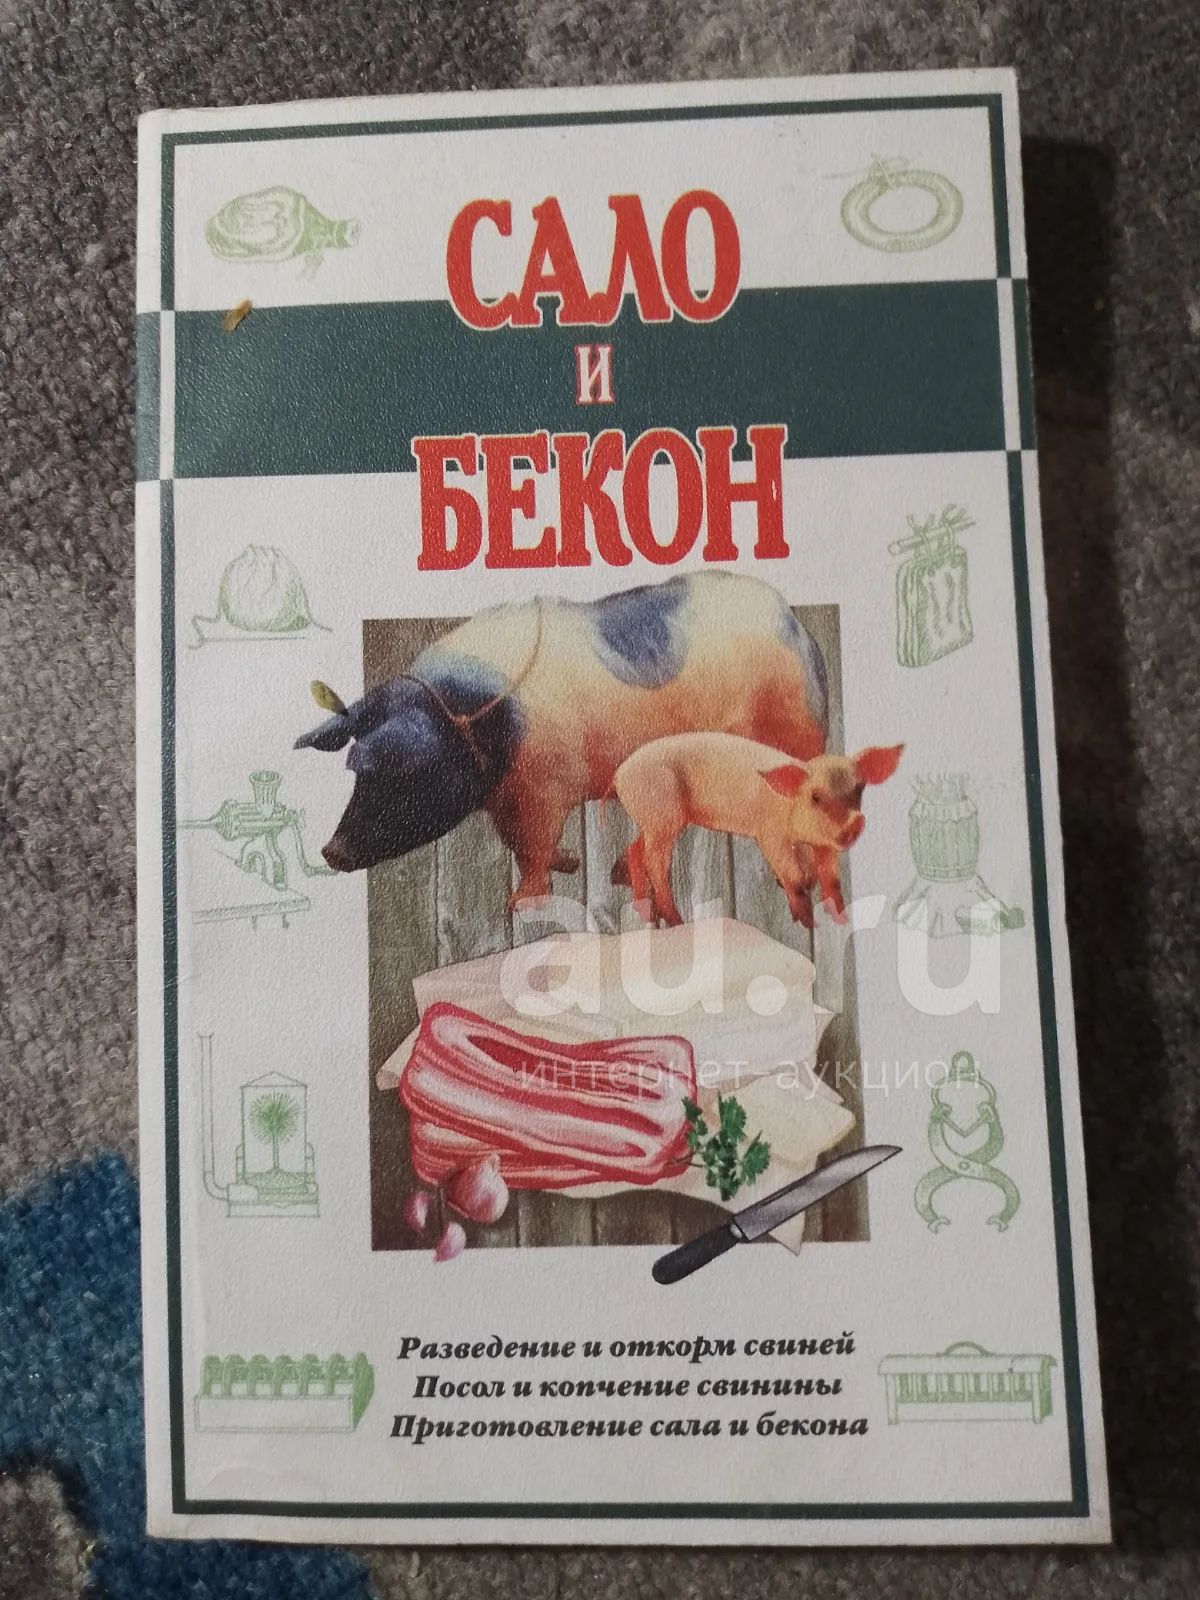 САЛО
И
БЕКОН
au.ru
интернет-аукцион
Разведение и откорм свиней
Посол и копчение свинины
Приготовление сала и бекона